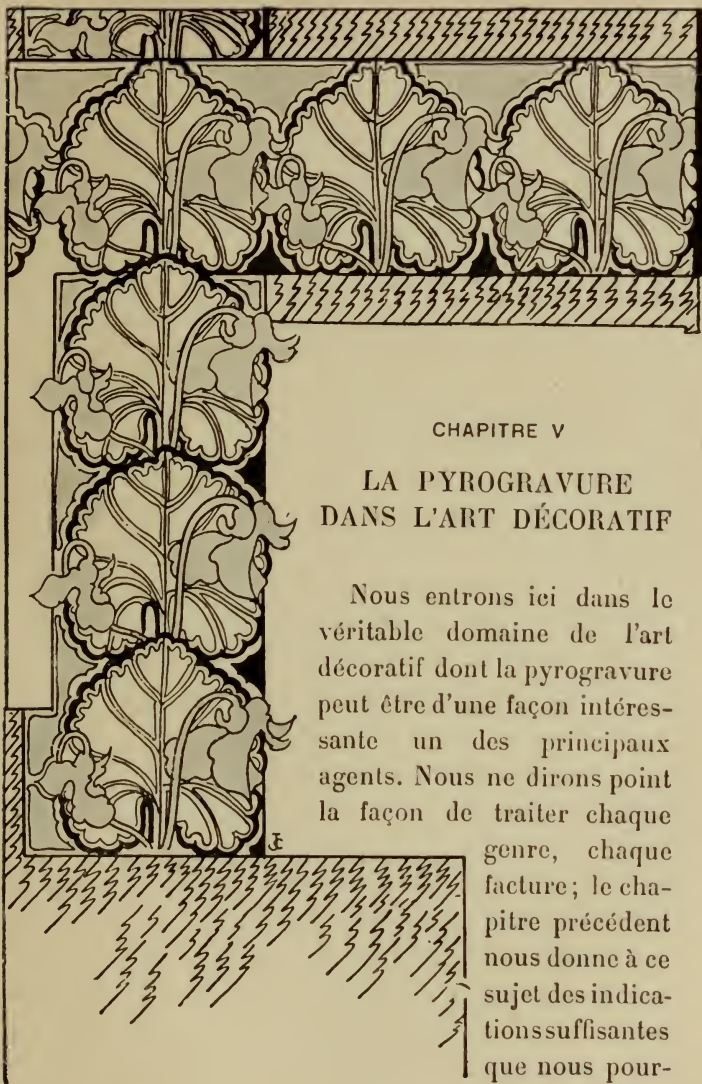 CHAPITRE V
LA PYROGRAVURE
DANS L'ART DÉCORATIF
Nous entrons ici dans le
véritable domaine de l'art
décoratif dont la pyrogravure
peut être d'une façon intéres-
sante un des principaux
agents. Nous ne dirons point
la façon de traiter chaque
genre, chaque
facture; le cha-
pitre précédent
nous donne à ce
sujet des indica-
tions suffisantes
que nous pour-